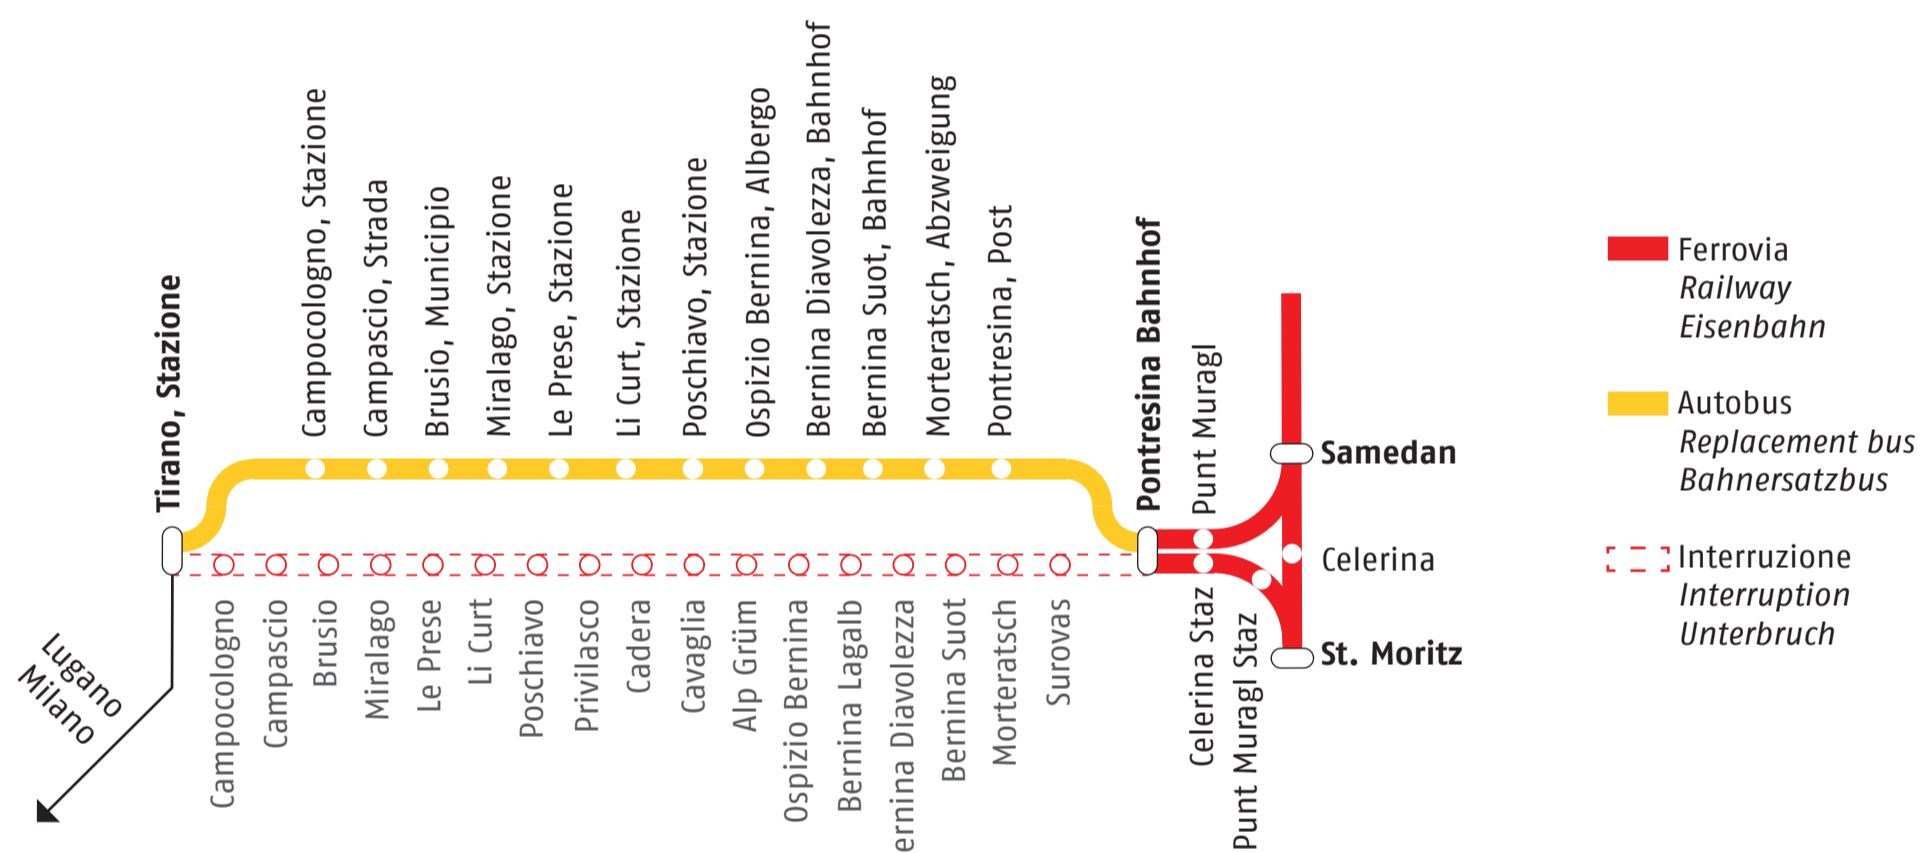 Tirano, Stazione
Campocologno, Stazione
Campascio, Strada
Brusio, Municipio
Miralago, Stazione
Le Prese, Stazione
Li Curt, Stazione
Poschiavo, Stazione
Ospizio Bernina, Albergo
Bernina Diavolezza, Bahnhof
Bernina Suot, Bahnhof
Morteratsch, Abzweigung
Pontresina, Post
Pontresina Bahnhof
Punt Muragl
Samedan
Celerina
St. Moritz
Lugano
Milano
Campocologno
Campascio
Brusio
Miralago
Le Prese
Li Curt
Poschiavo
Privilasco
Cadera
Cavaglia
Alp Grüm
Ospizio Bernina
Bernina Lagalb
ernina Diavolezza
Bernina Suot
Morteratsch
Surovas
Celerina Staz
Punt Muragl Staz
Ferrovia
Railway
Eisenbahn
Autobus
Replacement bus
Bahnersatzbus
Interruzione
Interruption
Unterbruch